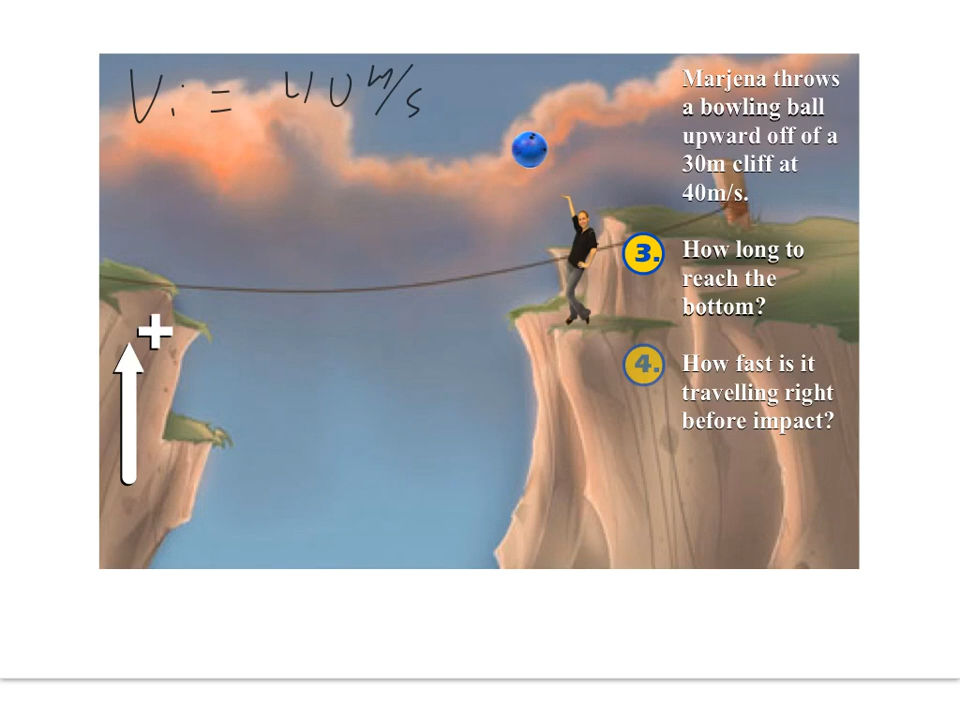 Vi = 40 m/s
Marjena throws
a bowling ball
upward off of a
30m cliff at
40m/s.
3. How long to
reach the
bottom?
4. How fast is it
travelling right
before impact?
+